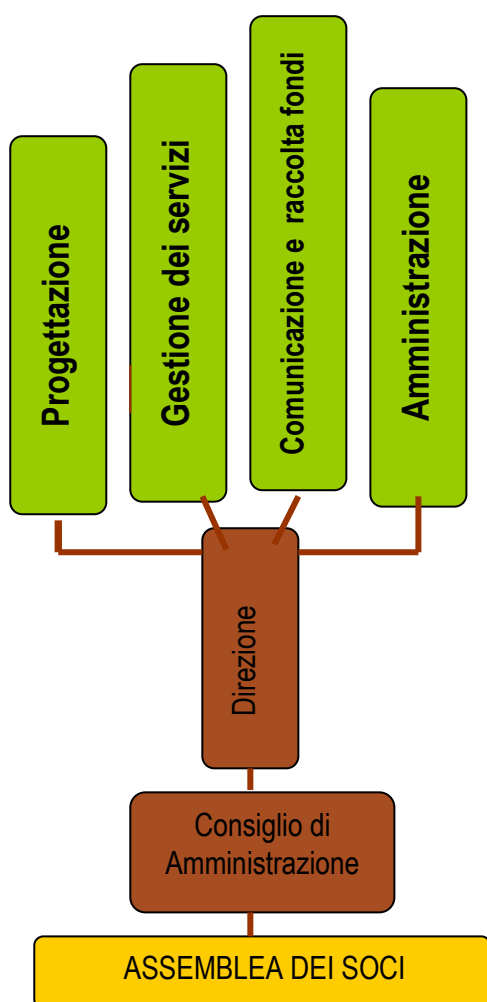 Progettazione
Gestione dei servizi
Comunicazione e raccolta fondi
Amministrazione
Direzione
Consiglio di
Amministrazione
ASSEMBLEA DEI SOCI